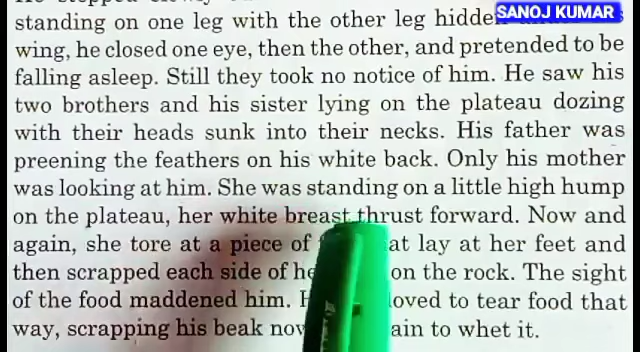 SANOJ KUMAR
standing on one leg with the other leg hidden
wing, he closed one eye, then the other, and pretended to be
falling asleep. Still they took no notice of him. He saw his
two brothers and his sister lying on the plateau dozing
with their heads sunk into their necks. His father was
preening the feathers on his white back. Only his mother
was looking at him. She was standing on a little high hump
on the plateau, her white breast thrust forward. Now and
again, she tore at a piece of at lay at her feet and
then scrapped each side of he on the rock. The sight
of the food maddened him. oved to tear food that
way, scrapping his beak now ain to whet it.